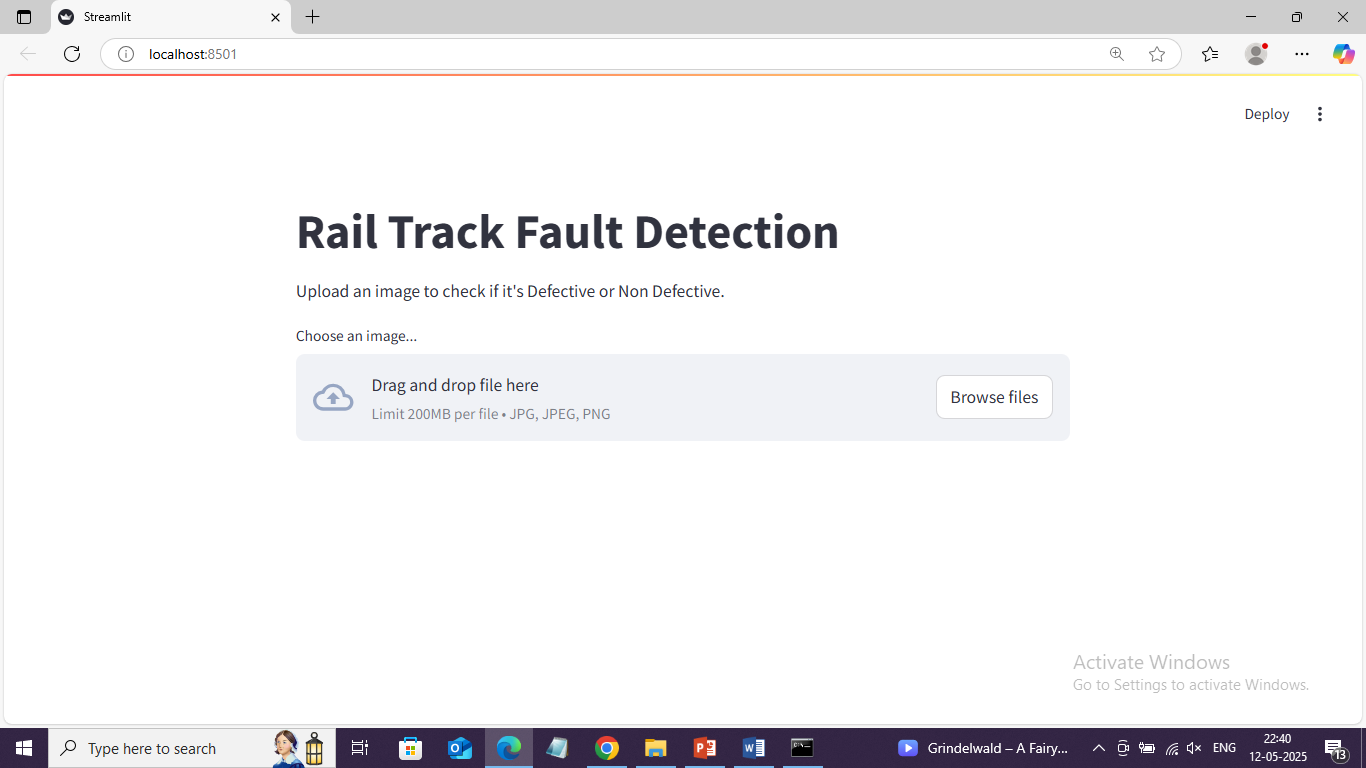 Streamlit
localhost:8501
Deploy
Rail Track Fault Detection
Upload an image to check if it's Defective or Non Defective.
Choose an image...
Drag and drop file here
Limit 200MB per file • JPG, JPEG, PNG
Browse files
Activate Windows
Go to Settings to activate Windows.
Type here to search
Grindelwald – A Fairy...
ENG
22:40
12-05-2025
13